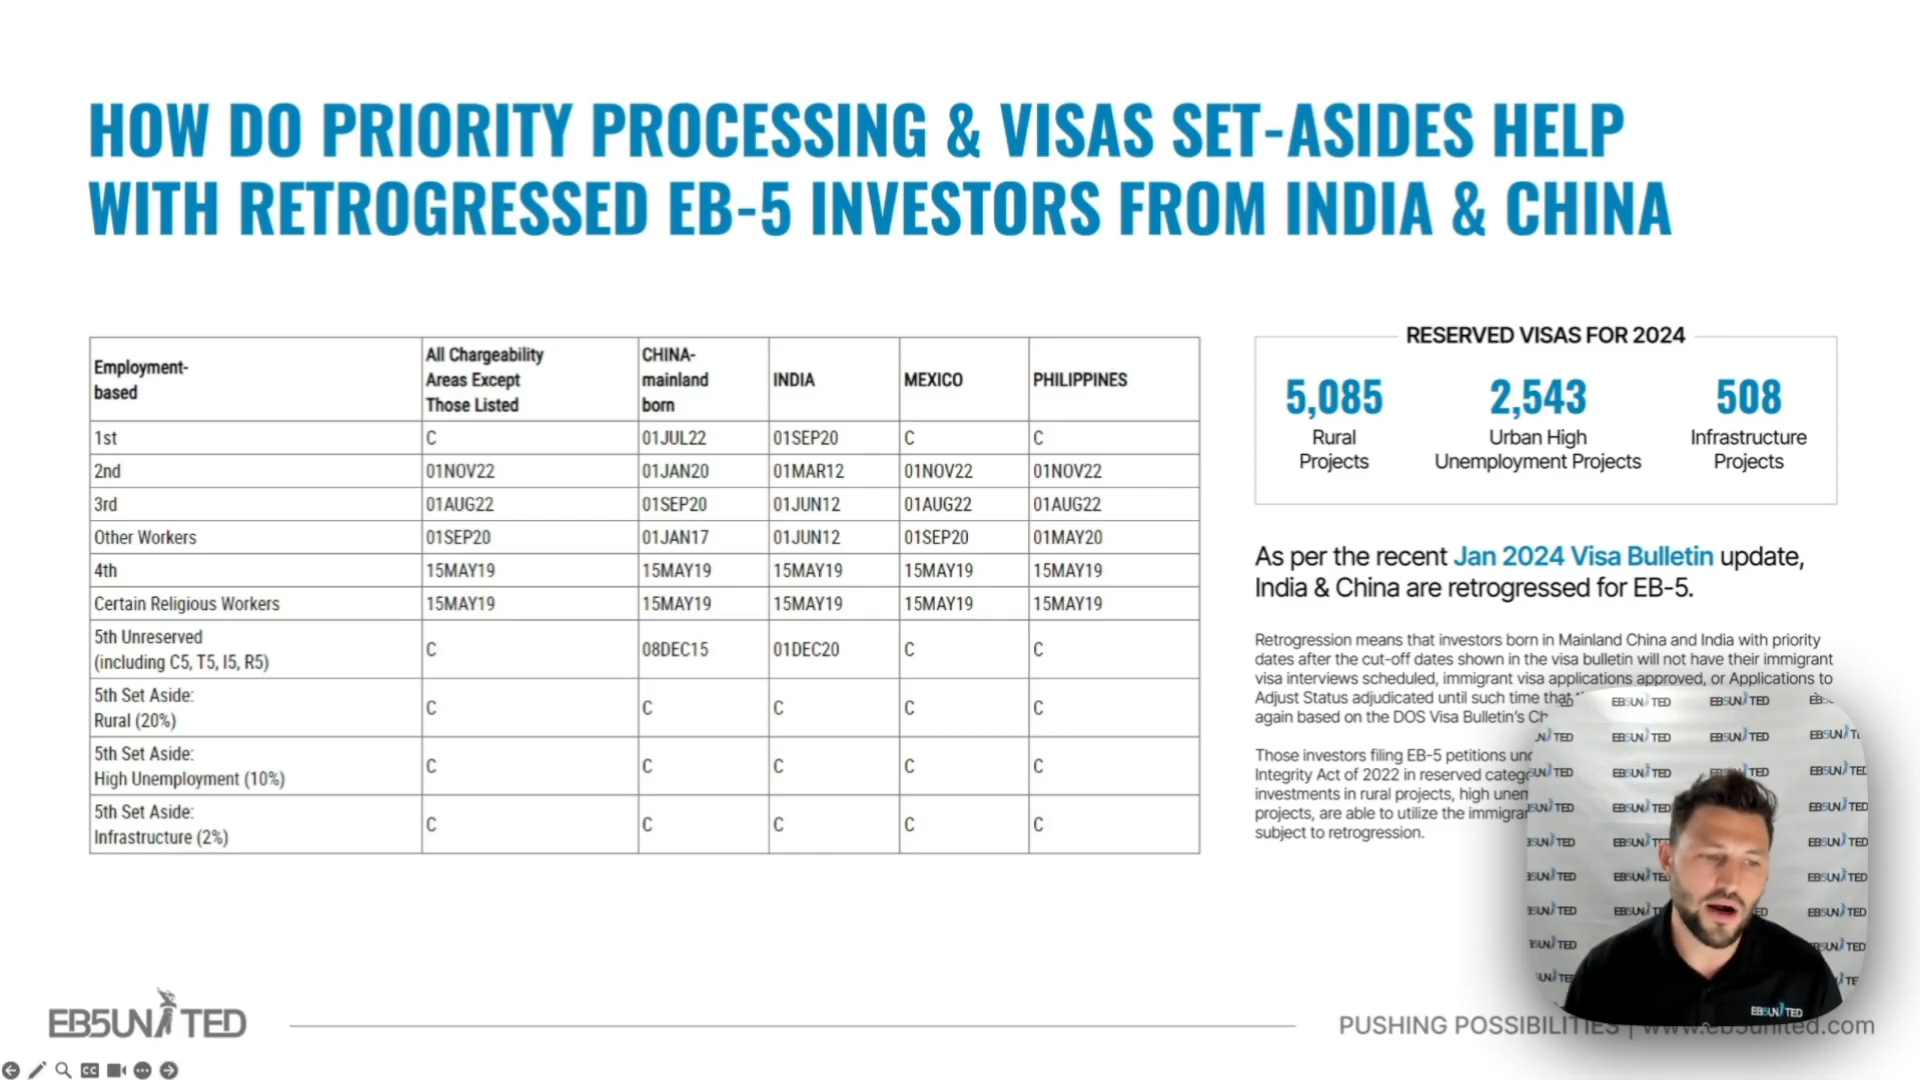 HOW DO PRIORITY PROCESSING & VISAS SET-ASIDES HELP
WITH RETROGRESSED EB-5 INVESTORS FROM INDIA & CHINA
Employment-based All Chargeability Areas Except Those Listed CHINA-mainland born INDIA MEXICO PHILIPPINES
1st C 01JUL22 01SEP20 C C
2nd 01NOV22 01JAN20 01MAR12 01NOV22 01NOV22
3rd 01AUG22 01SEP20 01JUN12 01AUG22 01AUG22
Other Workers 01SEP20 01JAN17 01JUN12 01SEP20 01MAY20
4th 15MAY19 15MAY19 15MAY19 15MAY19 15MAY19
Certain Religious Workers 15MAY19 15MAY19 15MAY19 15MAY19 15MAY19
5th Unreserved (including C5, T5, I5, R5) C 08DEC15 01DEC20 C C
5th Set Aside: Rural (20%) C C C C C
5th Set Aside: High Unemployment (10%) C C C C C
5th Set Aside: Infrastructure (2%) C C C C C
RESERVED VISAS FOR 2024
5,085 Rural Projects
2,543 Urban High Unemployment Projects
508 Infrastructure Projects
As per the recent Jan 2024 Visa Bulletin update,
India & China are retrogressed for EB-5.
Retrogression means that investors born in Mainland China and India with priority
dates after the cut-off dates shown in the visa bulletin will not have their immigrant
visa interviews scheduled, immigrant visa applications approved, or Applications to
Adjust Status adjudicated until such time that
again based on the DOS Visa Bulletin's
Those investors filing EB-5 petitions
Integrity Act of 2022 in reserved
investments in rural projects, high
projects, are able to utilize the
subject to retrogression.
EB5UNITED
EB5UNITED
PUSHING POSSIBILITIES | www.eb5united.com
CC